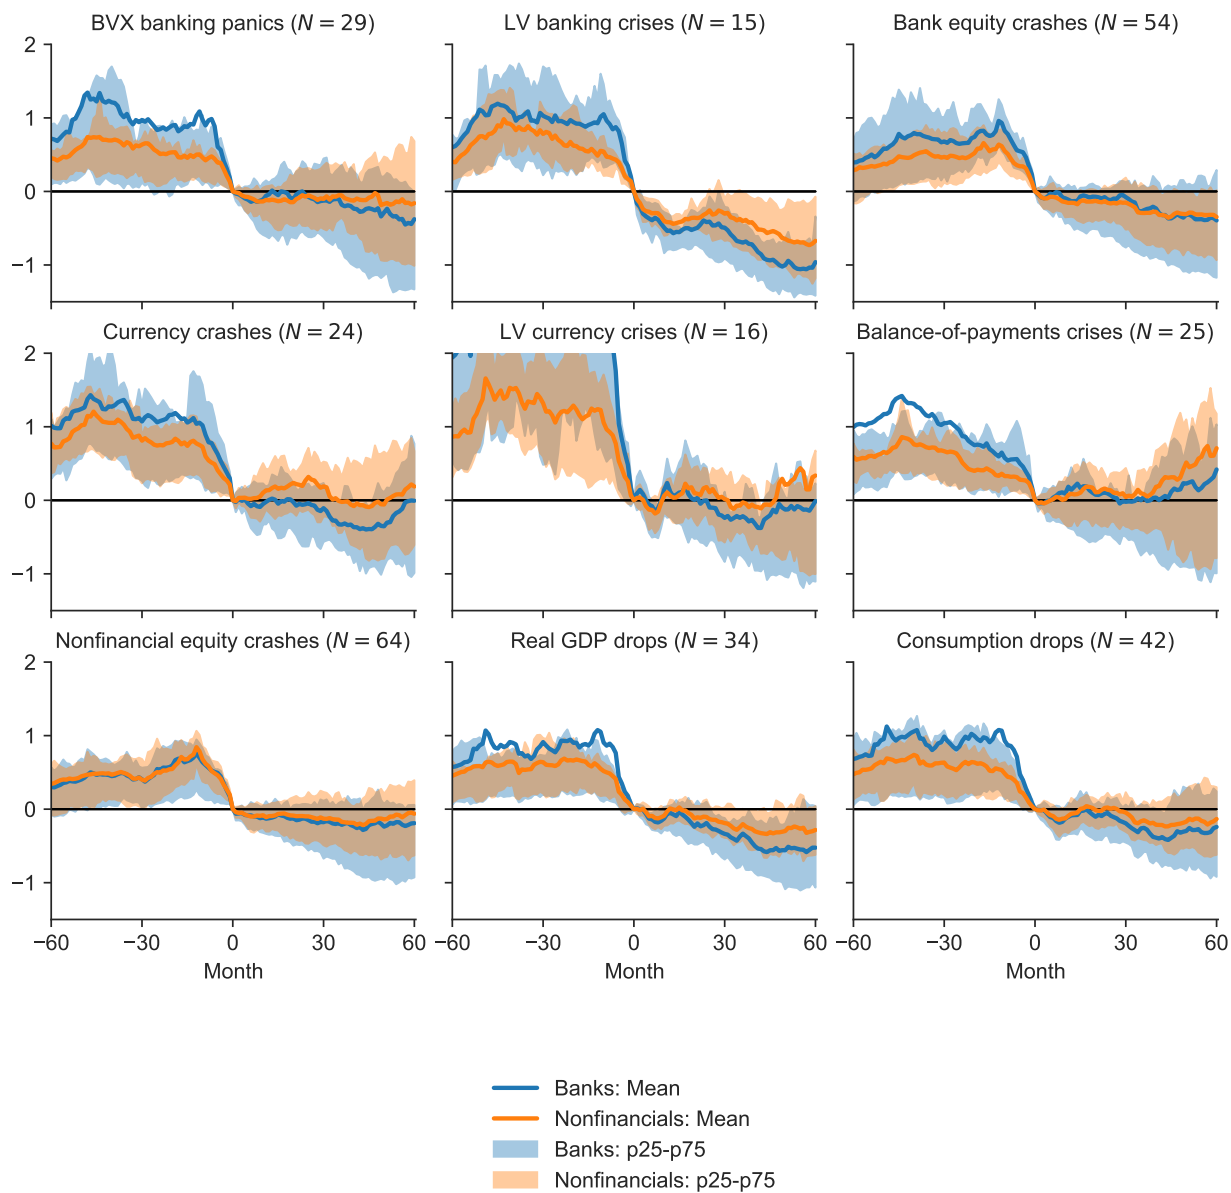 BVX banking panics (N = 29)
LV banking crises (N = 15)
Bank equity crashes (N = 54)
2
1
0
−1
Currency crashes (N = 24)
LV currency crises (N = 16)
Balance-of-payments crises (N = 25)
2
1
0
−1
Nonfinancial equity crashes (N = 64)
Real GDP drops (N = 34)
Consumption drops (N = 42)
2
1
0
−1
−60 −30 0 30 60
−60 −30 0 30 60
−60 −30 0 30 60
Month
Month
Month
Banks: Mean
Nonfinancials: Mean
Banks: p25-p75
Nonfinancials: p25-p75